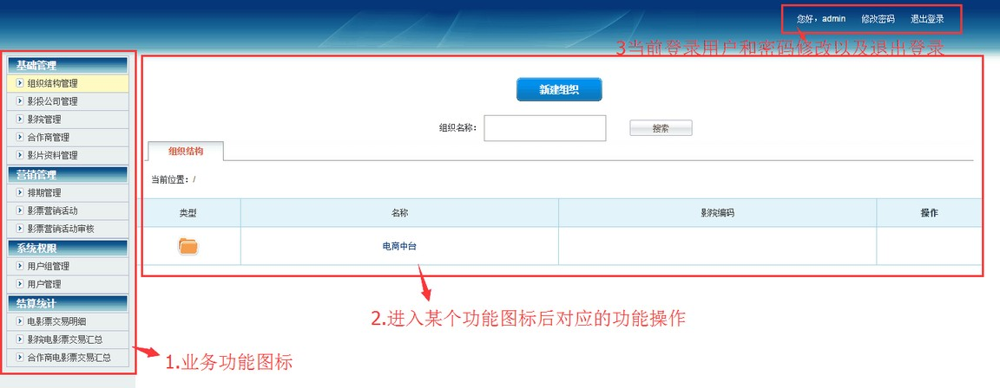 您好，admin 修改密码 退出登录
3当前登录用户和密码修改以及退出登录
基础管理
组织结构管理
影投公司管理
影院管理
合作商管理
影片资料管理
营销管理
排期管理
影票营销活动
影票营销活动审核
系统权限
用户组管理
用户管理
结算统计
电影票交易明细
影院电影票交易汇总
合作商电影票交易汇总
1.业务功能图标
新建组织
组织名称： 搜索
组织结构
当前位置：/
类型 名称 影院编码 操作
电商中台
2.进入某个功能图标后对应的功能操作